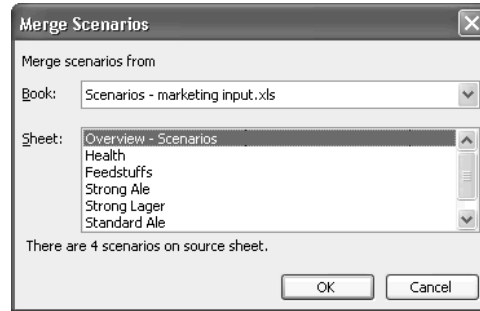 Merge Scenarios
Merge scenarios from
Book: Scenarios - marketing input.xls
Sheet: Overview - Scenarios
Health
Feedstuffs
Strong Ale
Strong Lager
Standard Ale
There are 4 scenarios on source sheet.
OK Cancel